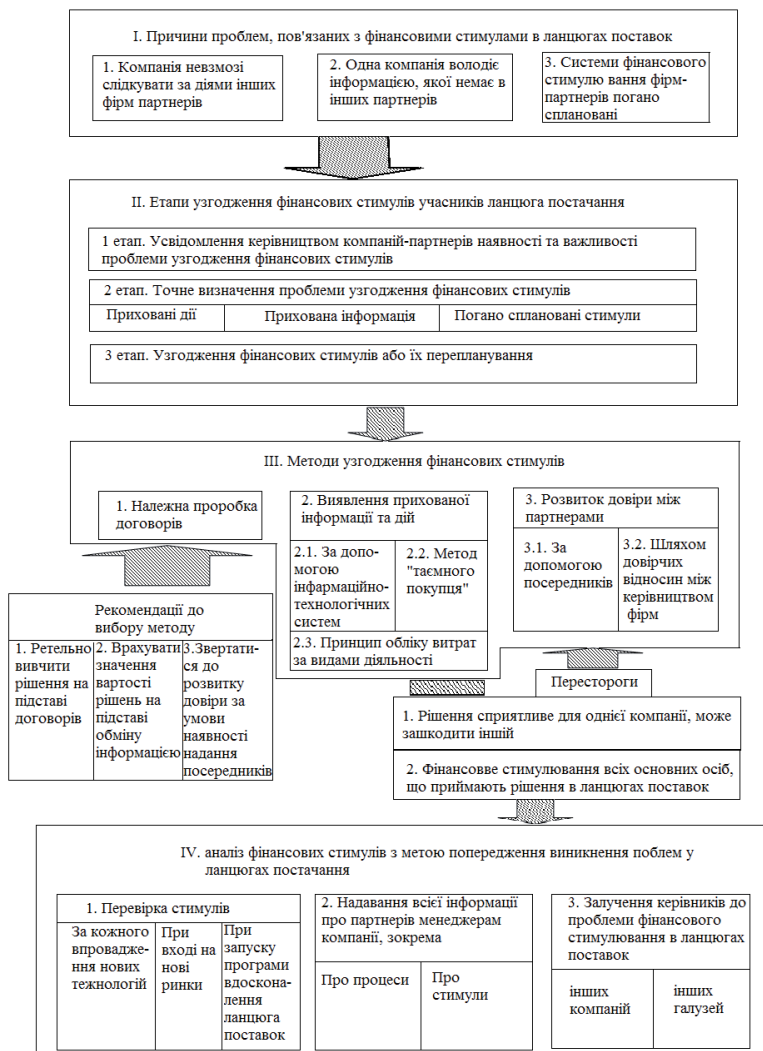 I. Причини проблем, пов'язаних з фінансовими стимулами в ланцюгах поставок
1. Компанія невзмозі
слідкувати за діями інших
фірм партнерів
2. Одна компанія володіє
інформацією, якої немає в
інших партнерів
3. Системи фінансового
стимулю вання фірм-
партнерів погано
сплановані
II. Етапи узгодження фінансових стимулів учасників ланцюга постачання
1 етап. Усвідомлення керівництвом компаній-партнерів наявності та важливості
проблеми узгодження фінансових стимулів
2 етап. Точне визначення проблеми узгодження фінансових стимулів
Приховані дії
Прихована інформація
Погано сплановані стимули
3 етап. Узгодження фінансових стимулів або їх перепланування
III. Методи узгодження фінансових стимулів
1. Належна проробка
договорів
2. Виявлення прихованої
інформації та дій
2.1. За допо-
могою
інфармаційно-
технологічних
систем
2.2. Метод
"таємного
покупця"
2.3. Принцип обліку витрат
за видами діяльності
3. Розвиток довіри між
партнерами
3.1. За
допомогою
посередників
3.2. Шляхом
довірчих
відносин між
керівництвом
фірм
Рекомендації до
вибору методу
1. Ретельно
вивчити
рішення на
підставі
договорів
2. Врахувати
значення
вартості
рішень на
підставі
обміну
інформацією
3.Звертати-
ся до
розвитку
довіри за
умови
наявності
надання
посередників
Перестороги
1. Рішення сприятливе для однієї компанії, може
зашкодити іншій
2. Фінансовве стимулювання всіх основних осіб,
що приймають рішення в ланцюгах поставок
IV. аналіз фінансових стимулів з метою попередження виникнення поблем у
ланцюгах постачання
1. Перевірка стимулів
За кожного
впровадже-
ння нових
тежнологій
При
вході на
нові
ринки
При
запуску
програми
вдоскона-
лення
ланцюга
поставок
2. Надавання всієї інформації
про партнерів менеджерам
компанії, зокрема
Про процеси
Про
стимули
3. Залучення керівників до
проблеми фінансового
стимулювання в ланцюгах
поставок
інших
компаній
інших
галузей